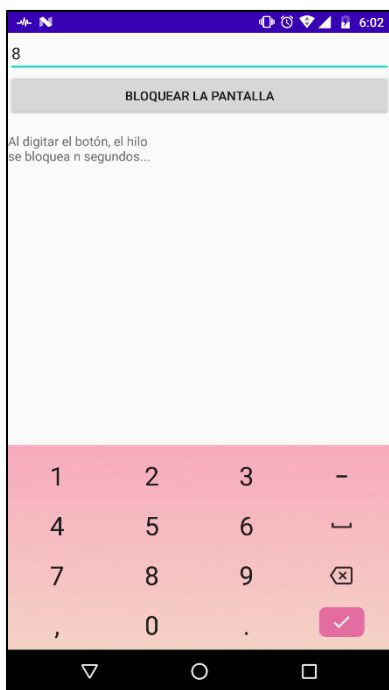 6:02
8
BLOQUEAR LA PANTALLA
Al digitar el botón, el hilo
se bloquea n segundos...
1 2 3 -
4 5 6
7 8 9
, 0 .